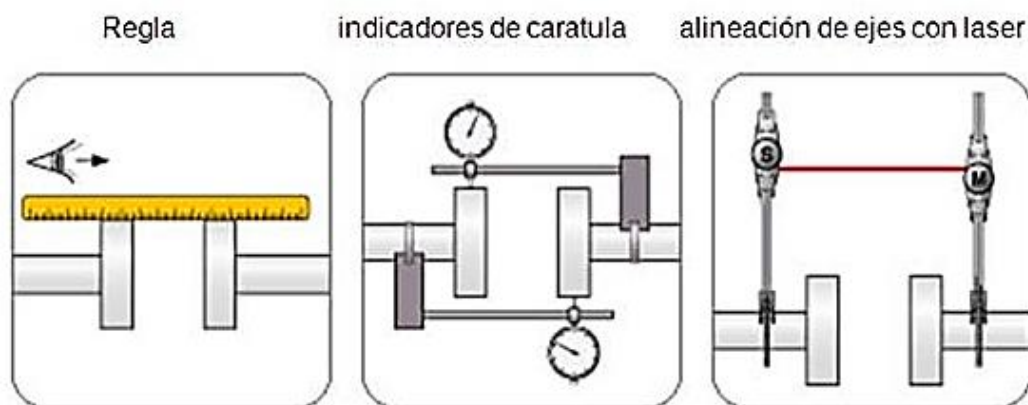 Regla
indicadores de caratula
alineación de ejes con laser
S
M